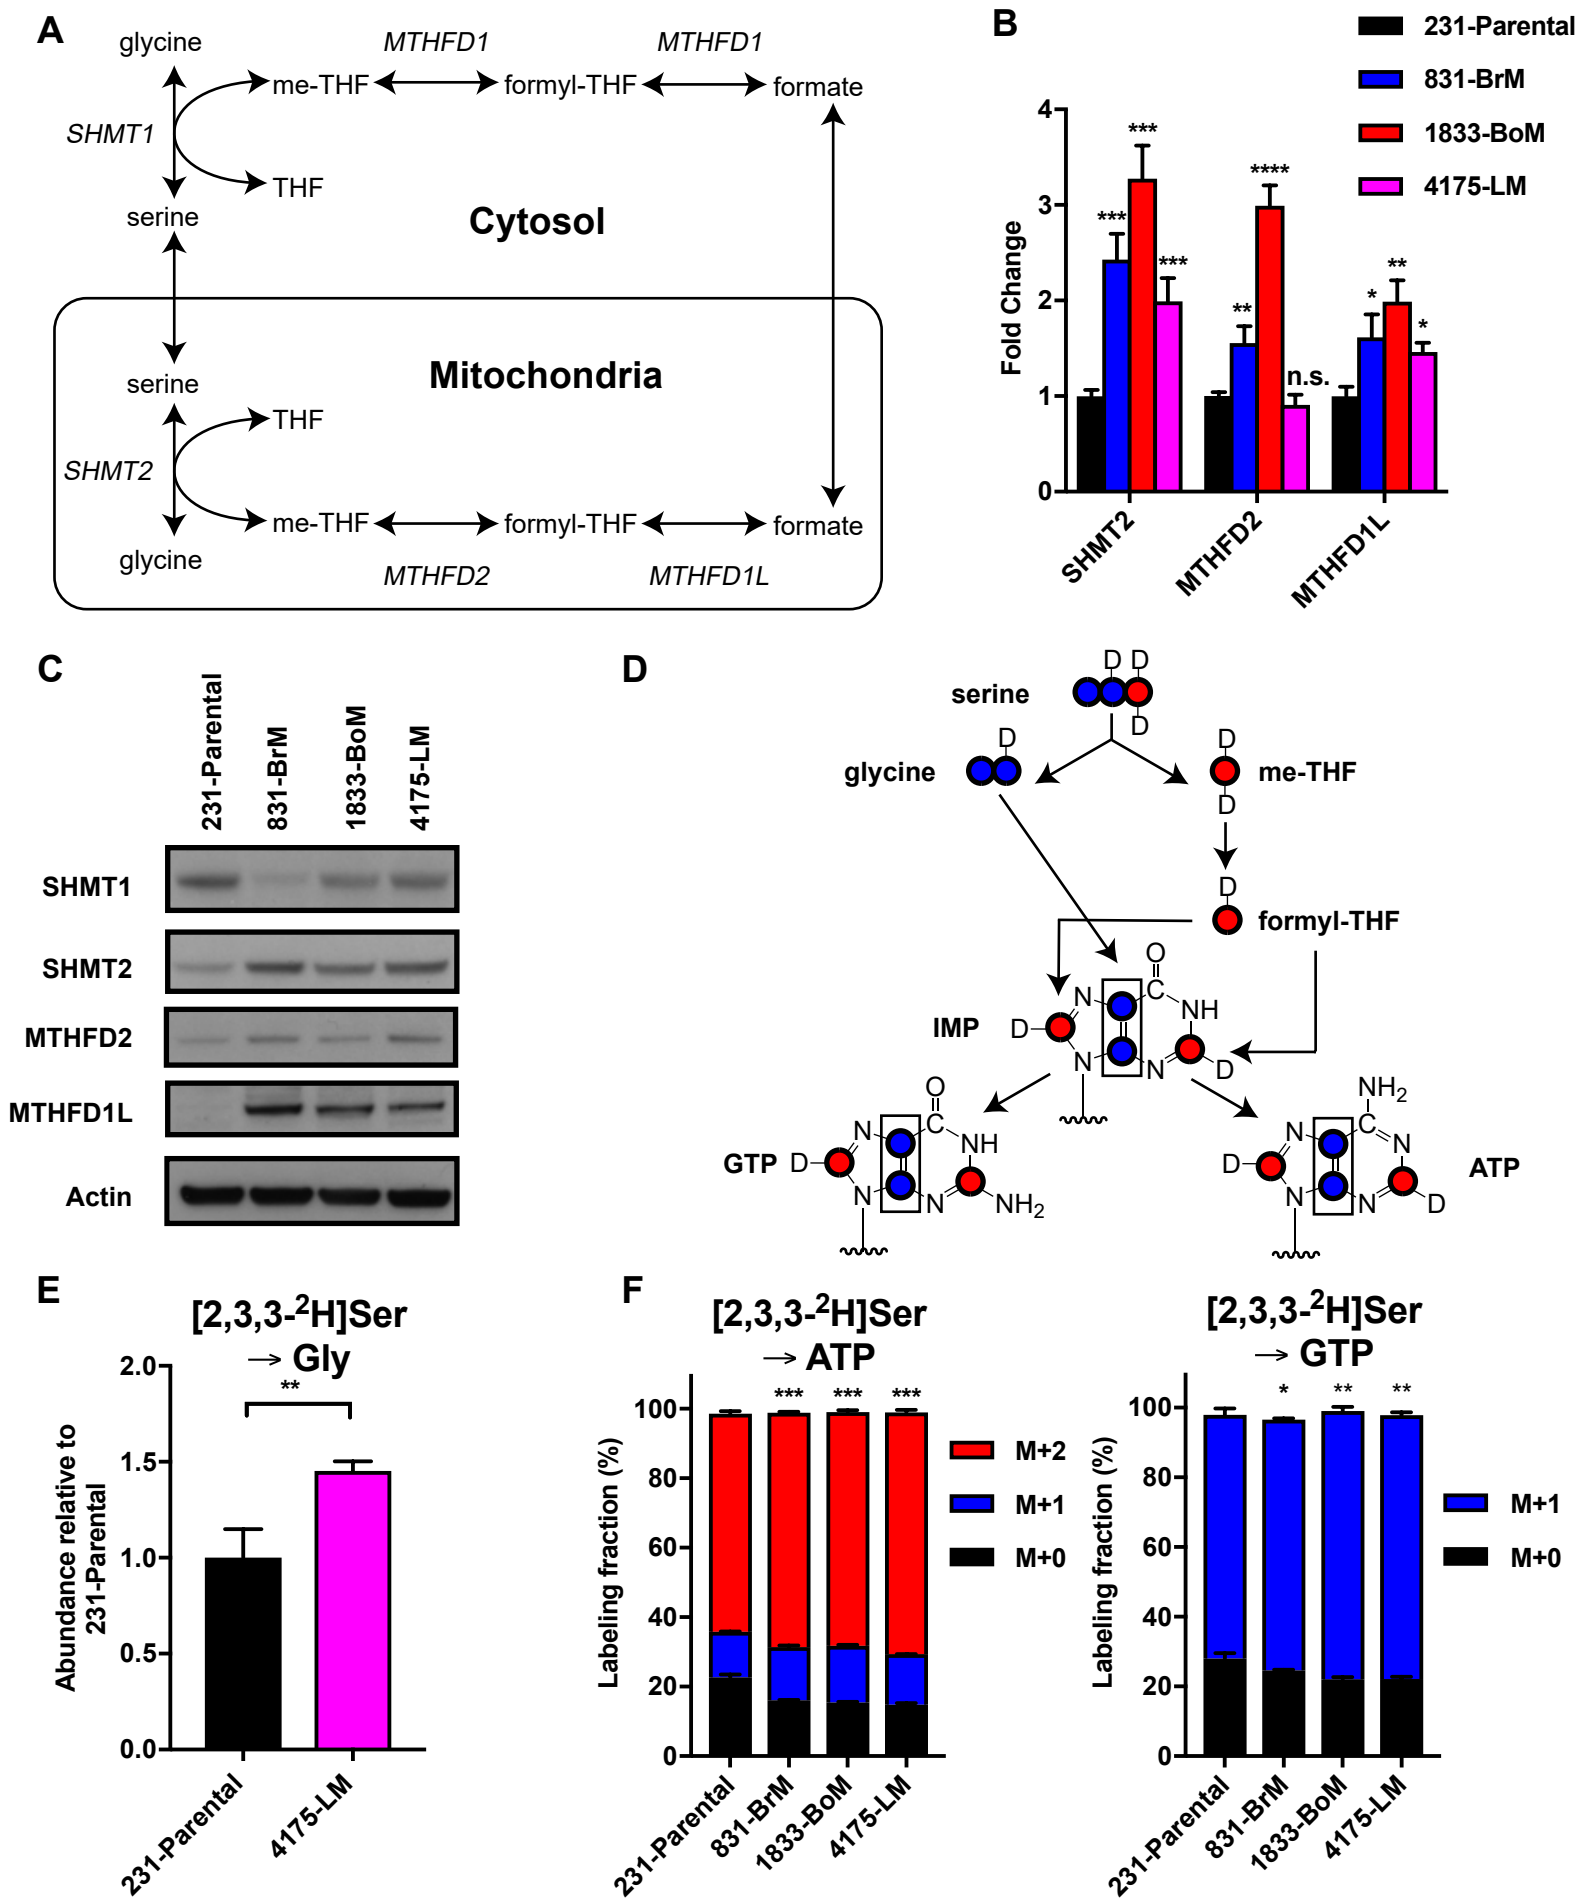 A
glycine
MTHFD1
MTHFD1
me-THF
formyl-THF
formate
SHMT1
THF
serine
Cytosol
Mitochondria
serine
THF
SHMT2
me-THF
formyl-THF
formate
glycine
MTHFD2
MTHFD1L
B
231-Parental
831-BrM
1833-BoM
4175-LM
Fold Change
4
3
2
1
0
***
***
***
**
****
n.s.
*
**
*
SHMT2
MTHFD2
MTHFD1L
C
231-Parental
831-BrM
1833-BoM
4175-LM
SHMT1
SHMT2
MTHFD2
MTHFD1L
Actin
D
D D
serine
D
D
glycine
D
me-THF
D
D
formyl-THF
O
C
N
NH
IMP
D
N
N
D
O
C
N
NH
GTP
D
N
N
NH2
NH2
C
N
N
D
ATP
N
N
D
E
[2,3,3-2H]Ser
→ Gly
**
Abundance relative to
231-Parental
2.0
1.5
1.0
0.5
0.0
231-Parental
4175-LM
F
[2,3,3-2H]Ser
→ ATP
*** *** ***
Labeling fraction (%)
100
80
60
40
20
0
M+2
M+1
M+0
231-Parental
831-BrM
1833-BoM
4175-LM
[2,3,3-2H]Ser
→ GTP
* ** **
Labeling fraction (%)
100
80
60
40
20
0
M+1
M+0
231-Parental
831-BrM
1833-BoM
4175-LM